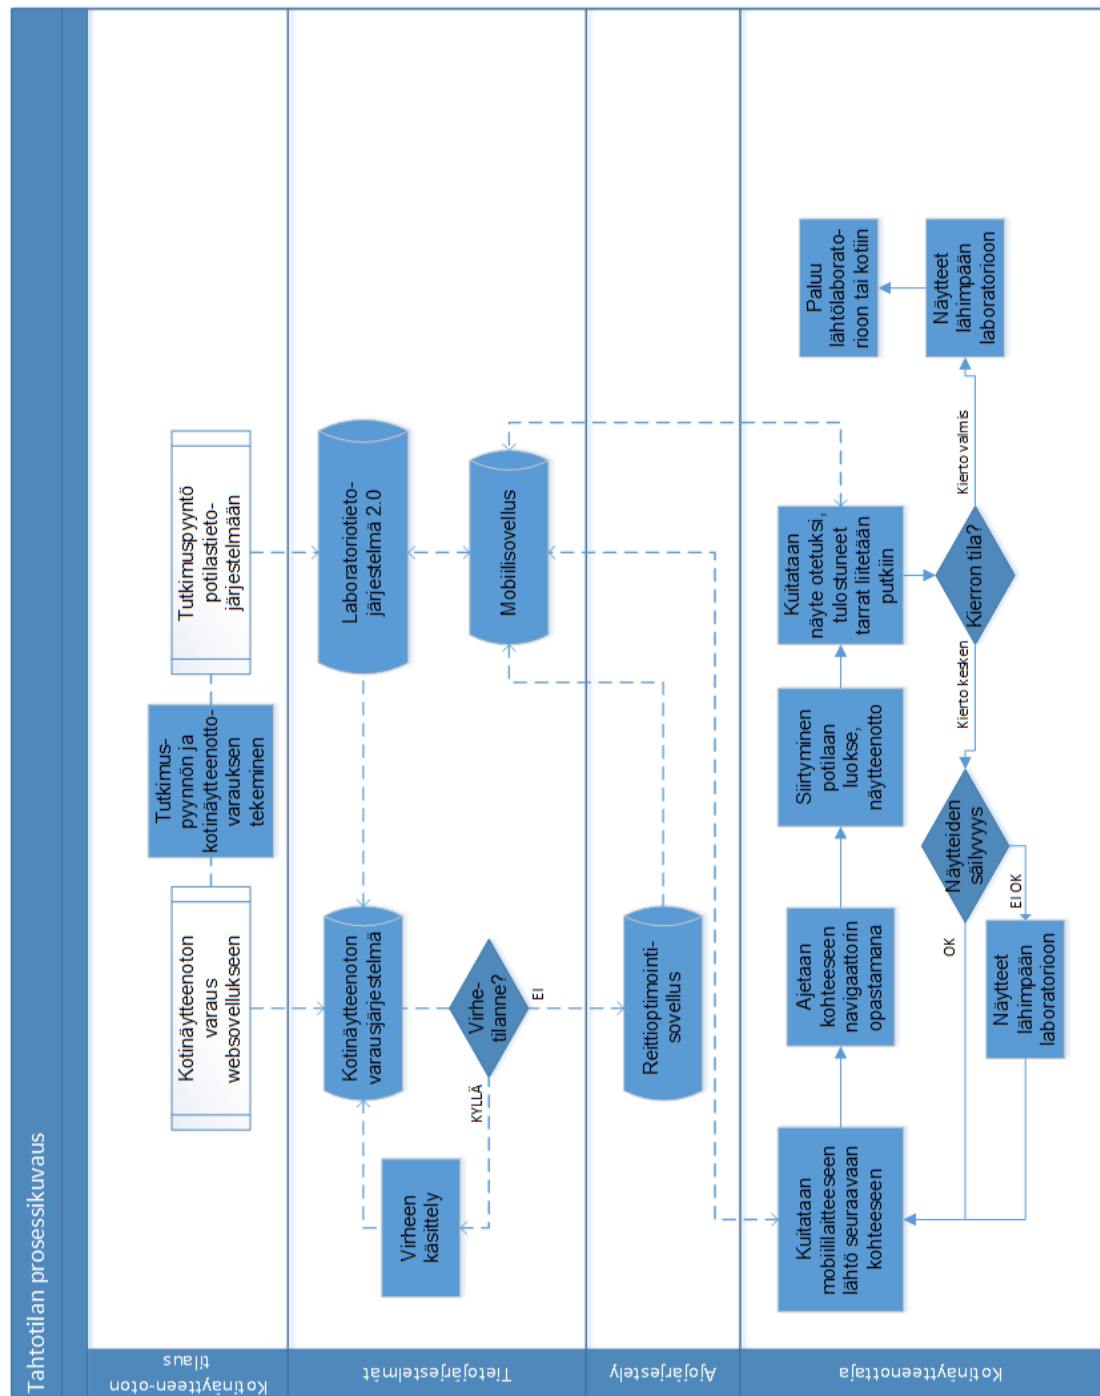 Tahtotilan prosessikuvaus
Kotinäytteen-oton
tilaus
Kotinäytteenoton
varaus
websovellukseen
Tutkimus-
pyynnön ja
kotinäytteenotto-
varauksen
tekeminen
Tutkimuspyyntö
potilastieto-
järjestelmään
Tietojärjestelmät
Virheen
käsittely
Kotinäytteenoton
varausjärjestelmä
Laboratoriotieto-
järjestelmä 2.0
KYLLÄ
Virhe-
tilanne?
EI
Mobiilisovellus
Ajojärjestely
Reittioptimointi-
sovellus
Kotinäytteenottaja
Kuitataan
mobiililaitteeseen
lähtö seuraavaan
kohteeseen
Ajetaan
kohteeseen
navigaattorin
opastamana
Siirtyminen
potilaan
luokse,
näytteenotto
Kuitataan
näyte otetuksi,
tulostuneet
tarrat liitetään
putkiin
Paluu
lähtölaborato-
rioon tai kotiin
OK
Näytteiden
säilyvyys
Kierto kesken
Kierron tila?
Kierto valmis
Näytteet
lähimpään
laboratorioon
EI OK
Näytteet
lähimpään
laboratorioon